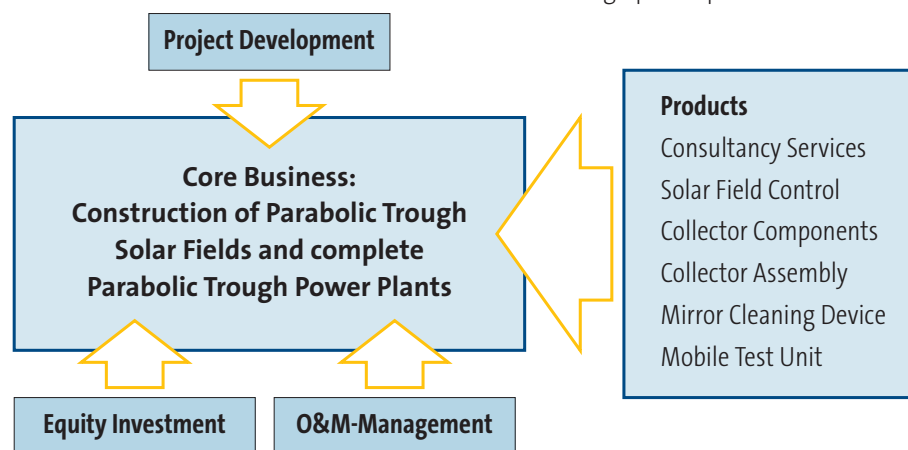 Project Development
Core Business:
Construction of Parabolic Trough
Solar Fields and complete
Parabolic Trough Power Plants
Products
Consultancy Services
Solar Field Control
Collector Components
Collector Assembly
Mirror Cleaning Device
Mobile Test Unit
Equity Investment
O&M-Management